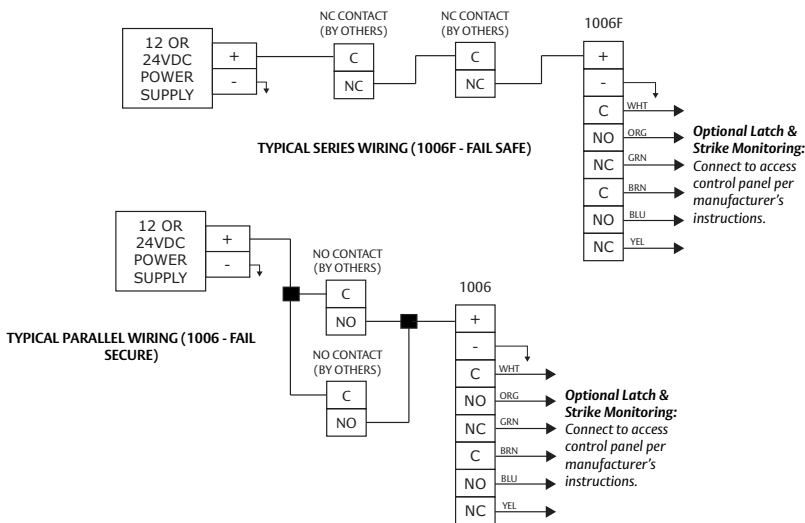 NC CONTACT
(BY OTHERS)
NC CONTACT
(BY OTHERS)
1006F
12 OR
24VDC
POWER
SUPPLY
+
-
C
NC
C
NC
+
-
C WHT
NO ORG
NC GRN
C BRN
NO BLU
NC YEL
Optional Latch &
Strike Monitoring:
Connect to access
control panel per
manufacturer's
instructions.
TYPICAL SERIES WIRING (1006F - FAIL SAFE)
12 OR
24VDC
POWER
SUPPLY
+
-
NO CONTACT
(BY OTHERS)
C
NO
TYPICAL PARALLEL WIRING (1006 - FAIL
SECURE)
NO CONTACT
(BY OTHERS)
C
NO
1006
+
-
C WHT
NO ORG
NC GRN
C BRN
NO BLU
NC YEL
Optional Latch &
Strike Monitoring:
Connect to access
control panel per
manufacturer's
instructions.